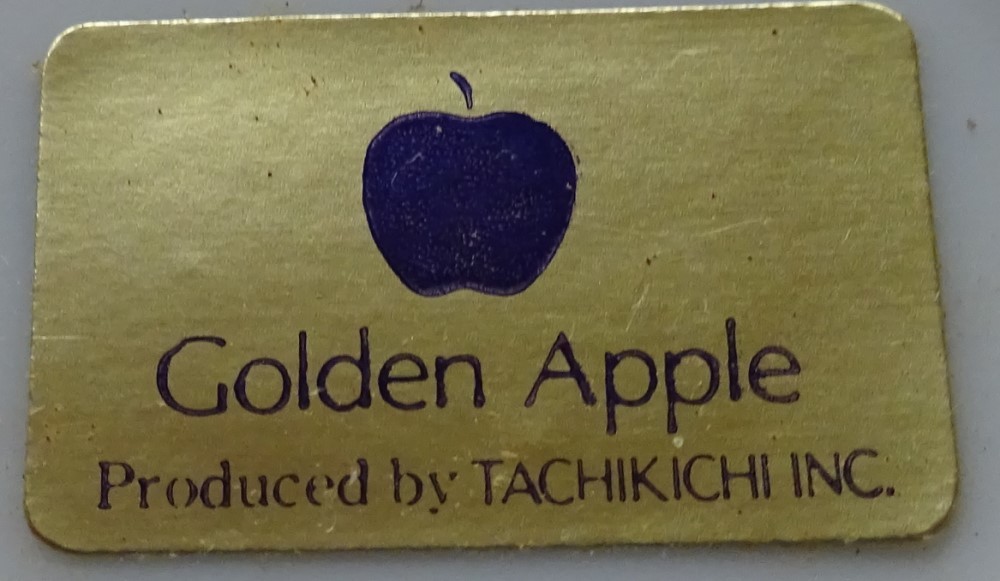 Golden Apple
Produced by TACHIKICHI INC.